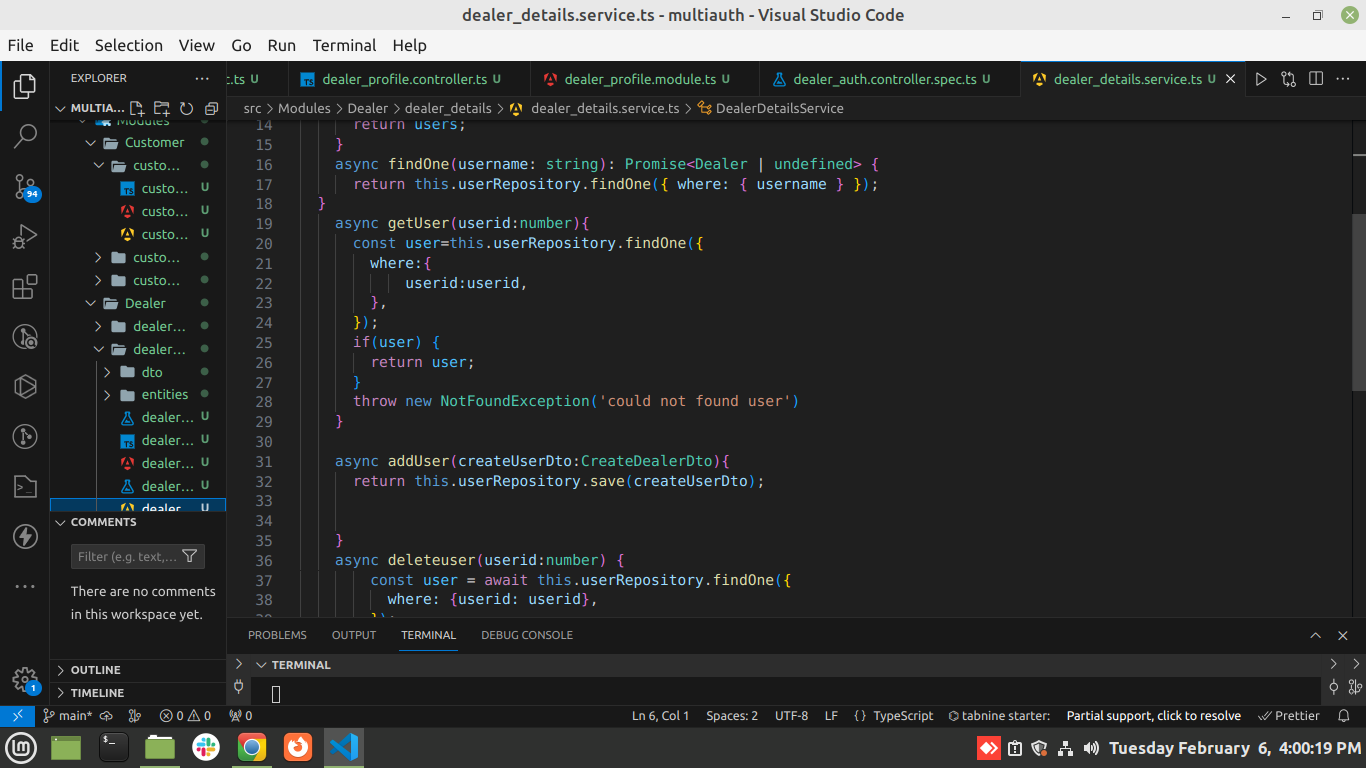 dealer_details.service.ts - multiauth - Visual Studio Code
File Edit Selection View Go Run Terminal Help
EXPLORER ...
c.ts U dealer_profile.controller.ts U dealer_profile.module.ts U dealer_auth.controller.spec.ts U dealer_details.service.ts U
MULTIA...
src > Modules > Dealer > dealer_details > dealer_details.service.ts > DealerDetailsService
Modules
Customer
custo...
custo... U
custo... U
custo... U
custo...
custo...
Dealer
dealer...
dealer...
dto
entities
dealer... U
dealer... U
dealer... U
dealer... U
dealer... U
14 return users;
15 }
16 async findOne(username: string): Promise<Dealer | undefined> {
17 return this.userRepository.findOne({ where: { username } });
18 }
19 async getUser(userid:number){
20 const user=this.userRepository.findOne({
21 where:{
22 userid:userid,
23 },
24 });
25 if(user) {
26 return user;
27 }
28 throw new NotFoundException('could not found user')
29 }
30
31 async addUser(createUserDto:CreateDealerDto){
32 return this.userRepository.save(createUserDto);
33
34
35 }
36 async deleteuser(userid:number) {
37 const user = await this.userRepository.findOne({
38 where: {userid: userid},
39 });
94
COMMENTS
Filter (e.g. text,...
There are no comments
in this workspace yet.
OUTLINE
TIMELINE
1
PROBLEMS OUTPUT TERMINAL DEBUG CONSOLE
TERMINAL
main* 0 0 0 Ln 6, Col 1 Spaces: 2 UTF-8 LF {} TypeScript tabnine starter: Partial support, click to resolve Prettier
Tuesday February 6, 4:00:19 PM